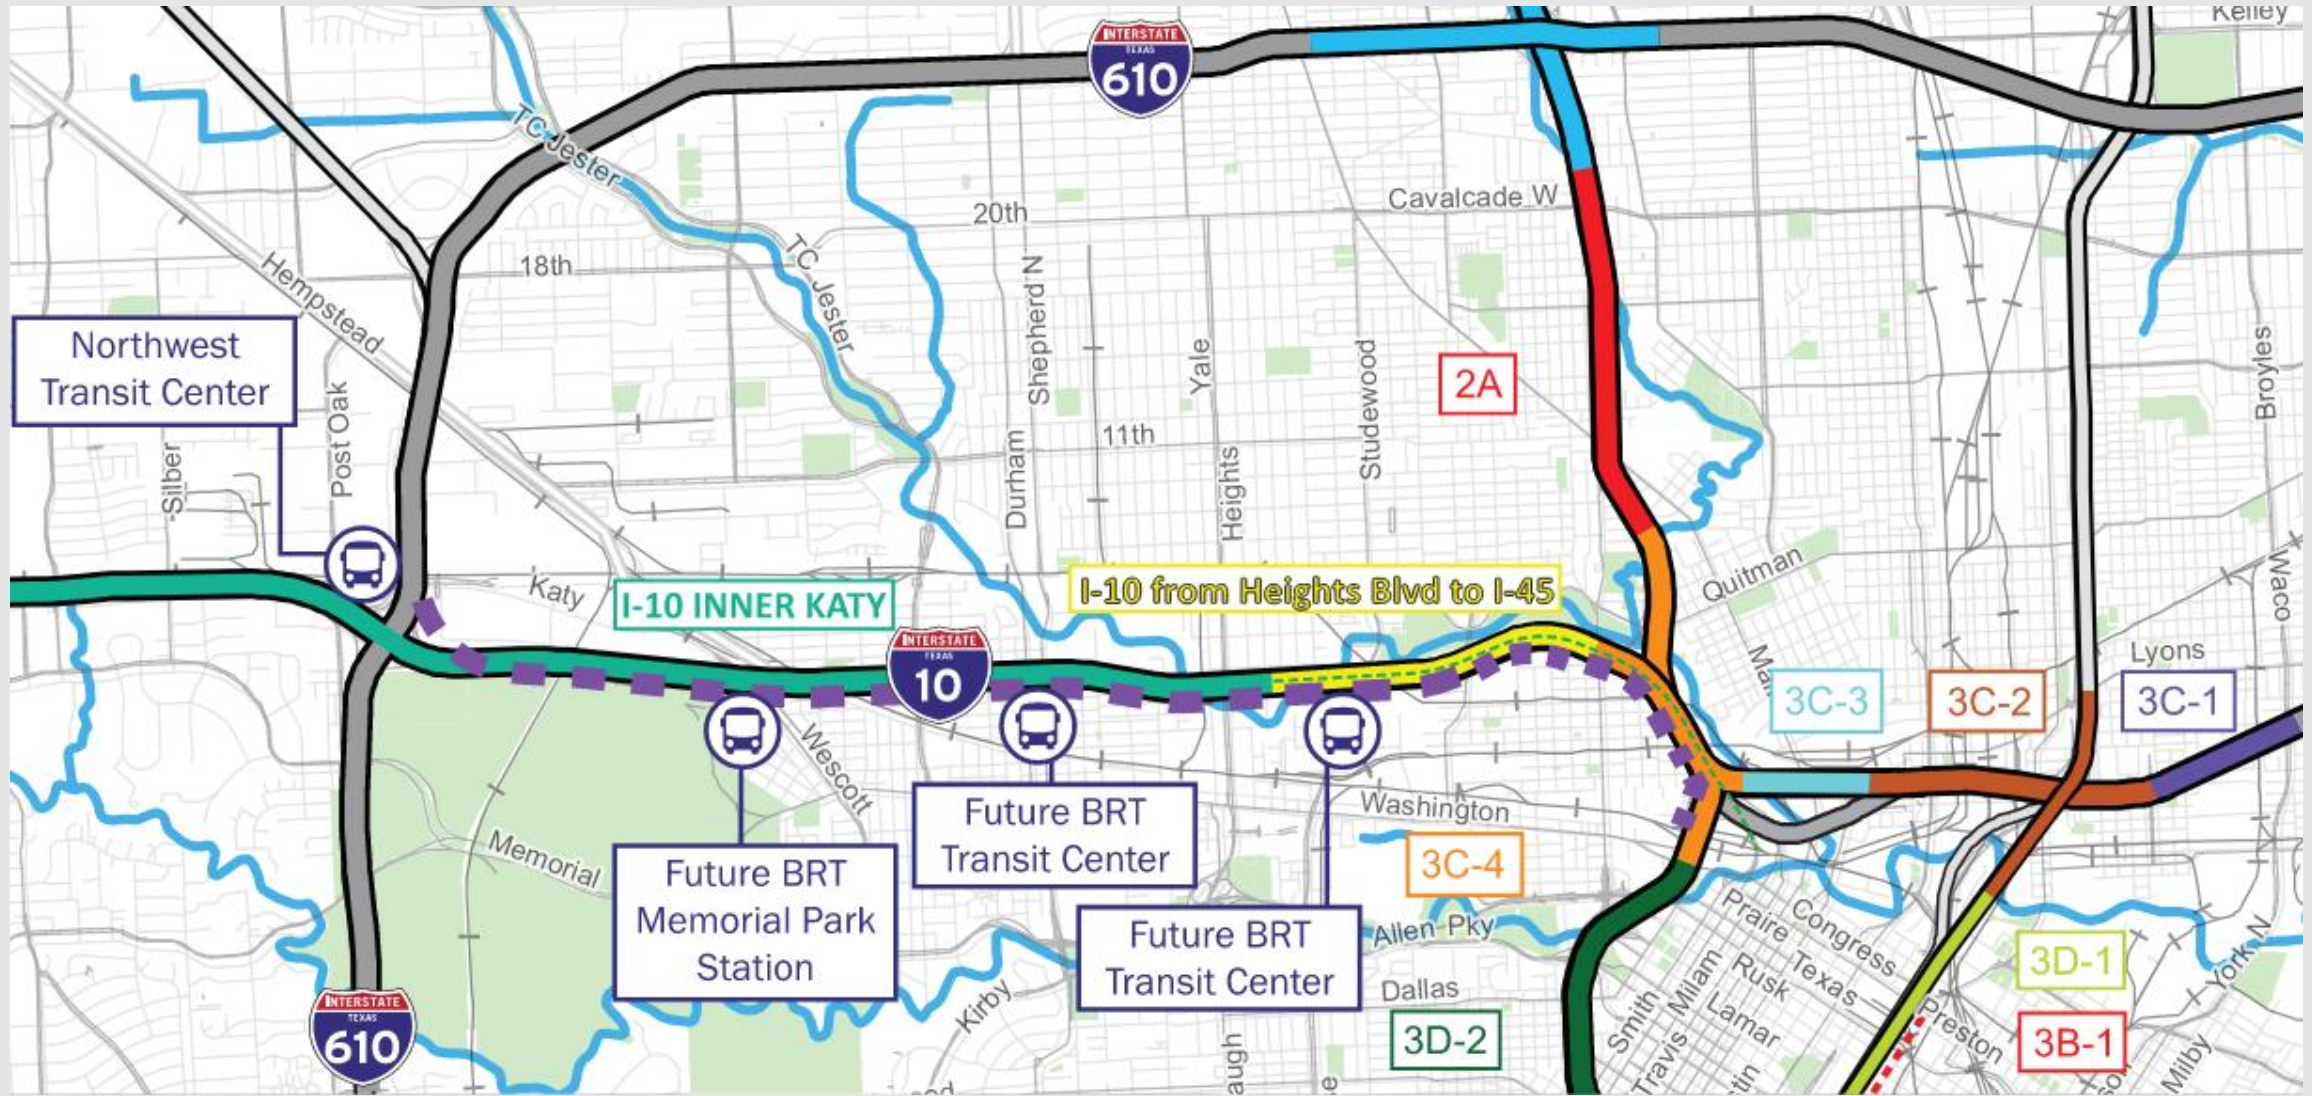 Kelley
INTERSTATE
TEXAS
610
TC Jester
Cavalcade W
20th
TC Jester
18th
Hempstead
Shepherd N
Northwest
Transit Center
Post Oak
Silber
Yale
Studewood
2A
Broyles
11th
Durham
Heights
Katy
I-10 INNER KATY
I-10 from Heights Blvd to I-45
Quitman
Waco
INTERSTATE
TEXAS
10
Lyons
3C-3
3C-2
3C-1
Wescott
Washington
Future BRT
Transit Center
Memorial
Future BRT
Memorial Park
Station
3C-4
Allen Pky
Future BRT
Transit Center
Praire
Congress
Texas
Rusk
Milam
Lamar
Smith
Travis
Preston
Kirby
Dallas
3D-2
3D-1
York N
3B-1
Milby
INTERSTATE
TEXAS
610